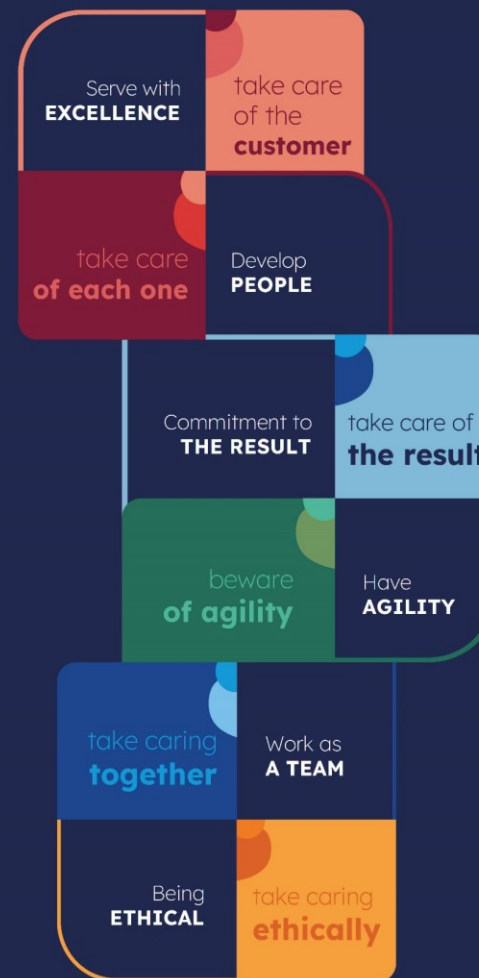 Serve with
EXCELLENCE
take care
of the
customer
take care
of each one
Develop
PEOPLE
Commitment to
THE RESULT
take care of
the result
beware
of agility
Have
AGILITY
take caring
together
Work as
A TEAM
Being
ETHICAL
take caring
ethically